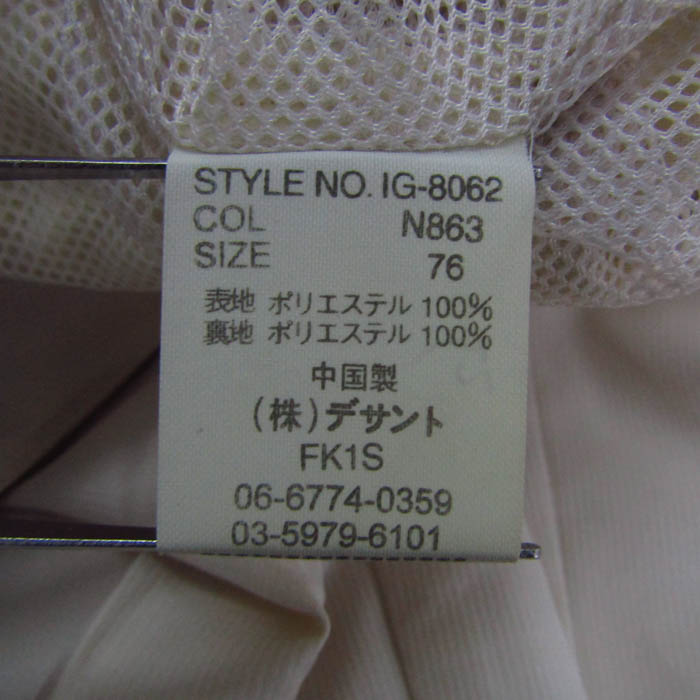 STYLE NO. IG-8062
COL N863
SIZE 76
表地 ポリエステル 100%
裏地 ポリエステル 100%
中国製
(株)デサント
FK1S
06-6774-0359
03-5979-6101